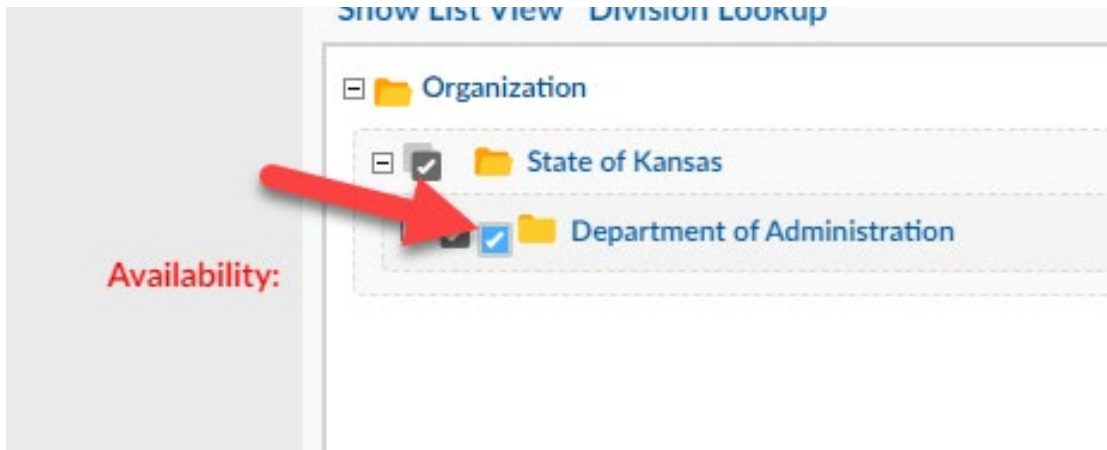 Show List View Division Lookup
Organization
State of Kansas
Department of Administration
Availability: